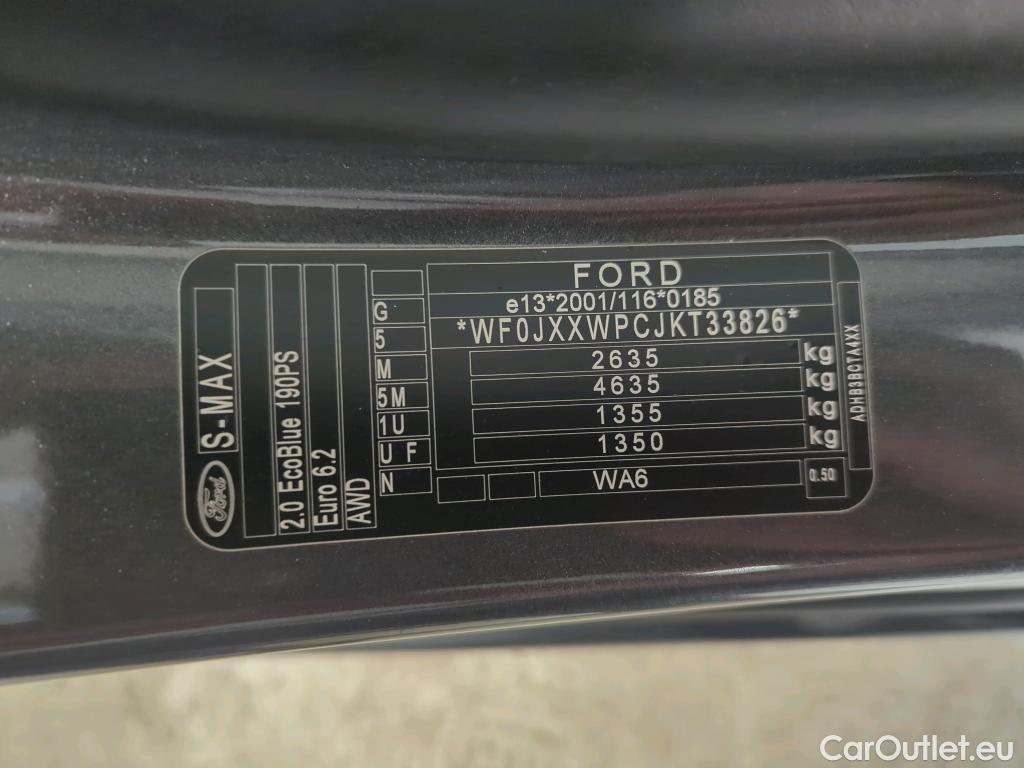 Ford
S-MAX
2.0 EcoBlue 190PS
Euro 6.2
AWD
G
5
M
5M
1U
U F
N
FORD
e13*2001/116*0185
*WF0JXXWPCJKT33826*
2635 kg
4635 kg
1355 kg
1350 kg
WA6
0.50
ADHB3BOTA4XX
CarOutlet.eu